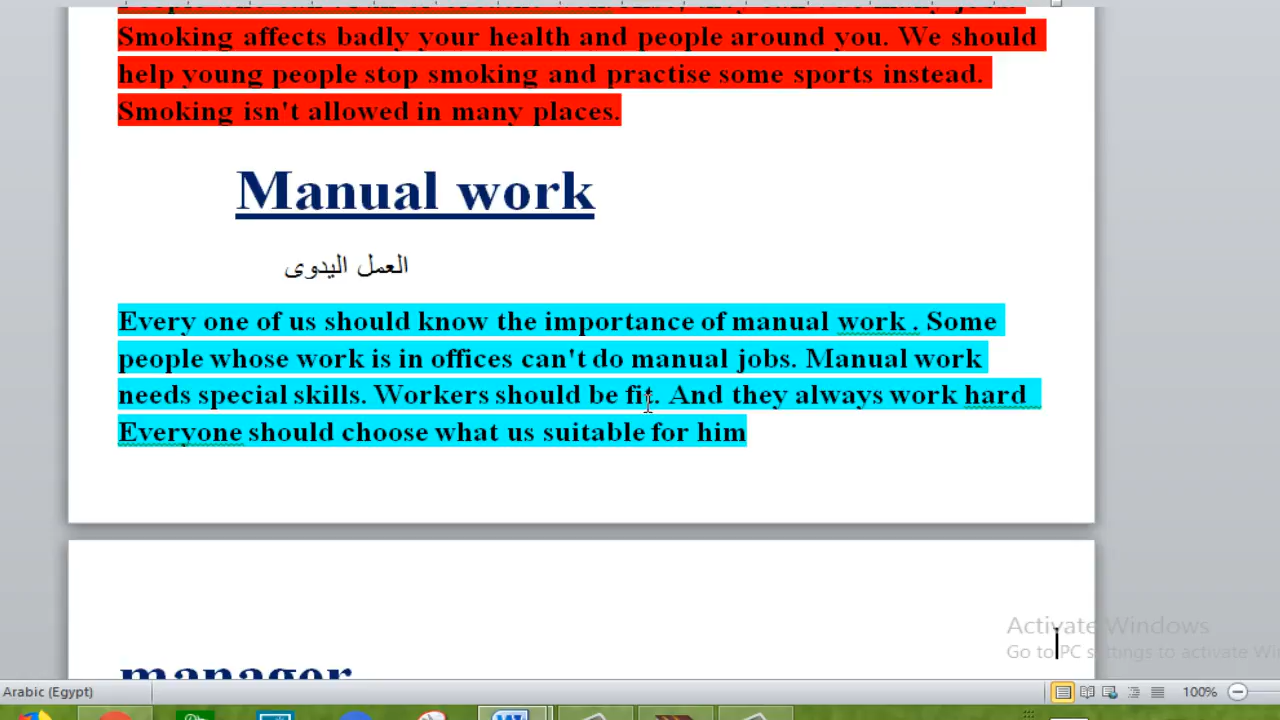 Smoking affects badly your health and people around you. We should
help young people stop smoking and practise some sports instead.
Smoking isn't allowed in many places.
Manual work
العمل اليدوى
Every one of us should know the importance of manual work . Some
people whose work is in offices can't do manual jobs. Manual work
needs special skills. Workers should be fit. And they always work hard
Everyone should choose what us suitable for him
manager
Activate Windows
Go to PC settings to activate Wi
Arabic (Egypt)
100%